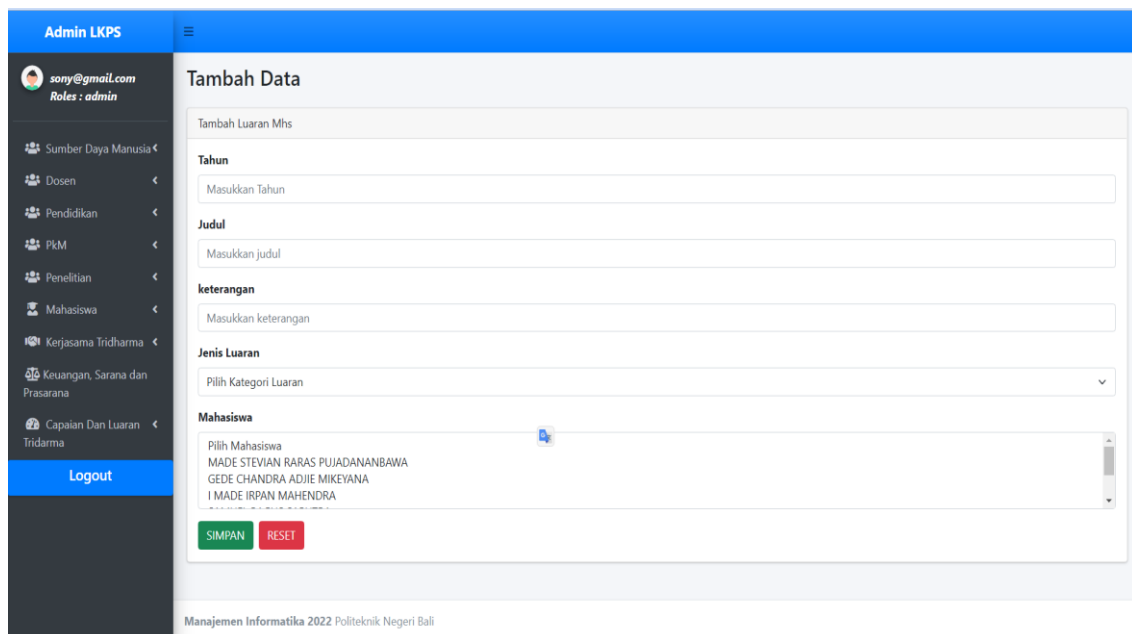 Admin LKPS
sony@gmail.com
Roles : admin
Sumber Daya Manusia
Dosen
Pendidikan
PkM
Penelitian
Mahasiswa
Kerjasama Tridharma
Keuangan, Sarana dan
Prasarana
Capaian Dan Luaran
Tridarma
Logout
Tambah Data
Tambah Luaran Mhs
Tahun
Masukkan Tahun
Judul
Masukkan judul
keterangan
Masukkan keterangan
Jenis Luaran
Pilih Kategori Luaran
Mahasiswa
Pilih Mahasiswa
MADE STEVIAN RARAS PUJADANANBAWA
GEDE CHANDRA ADJIE MIKEYANA
I MADE IRPAN MAHENDRA
SIMPAN RESET
Manajemen Informatika 2022 Politeknik Negeri Bali